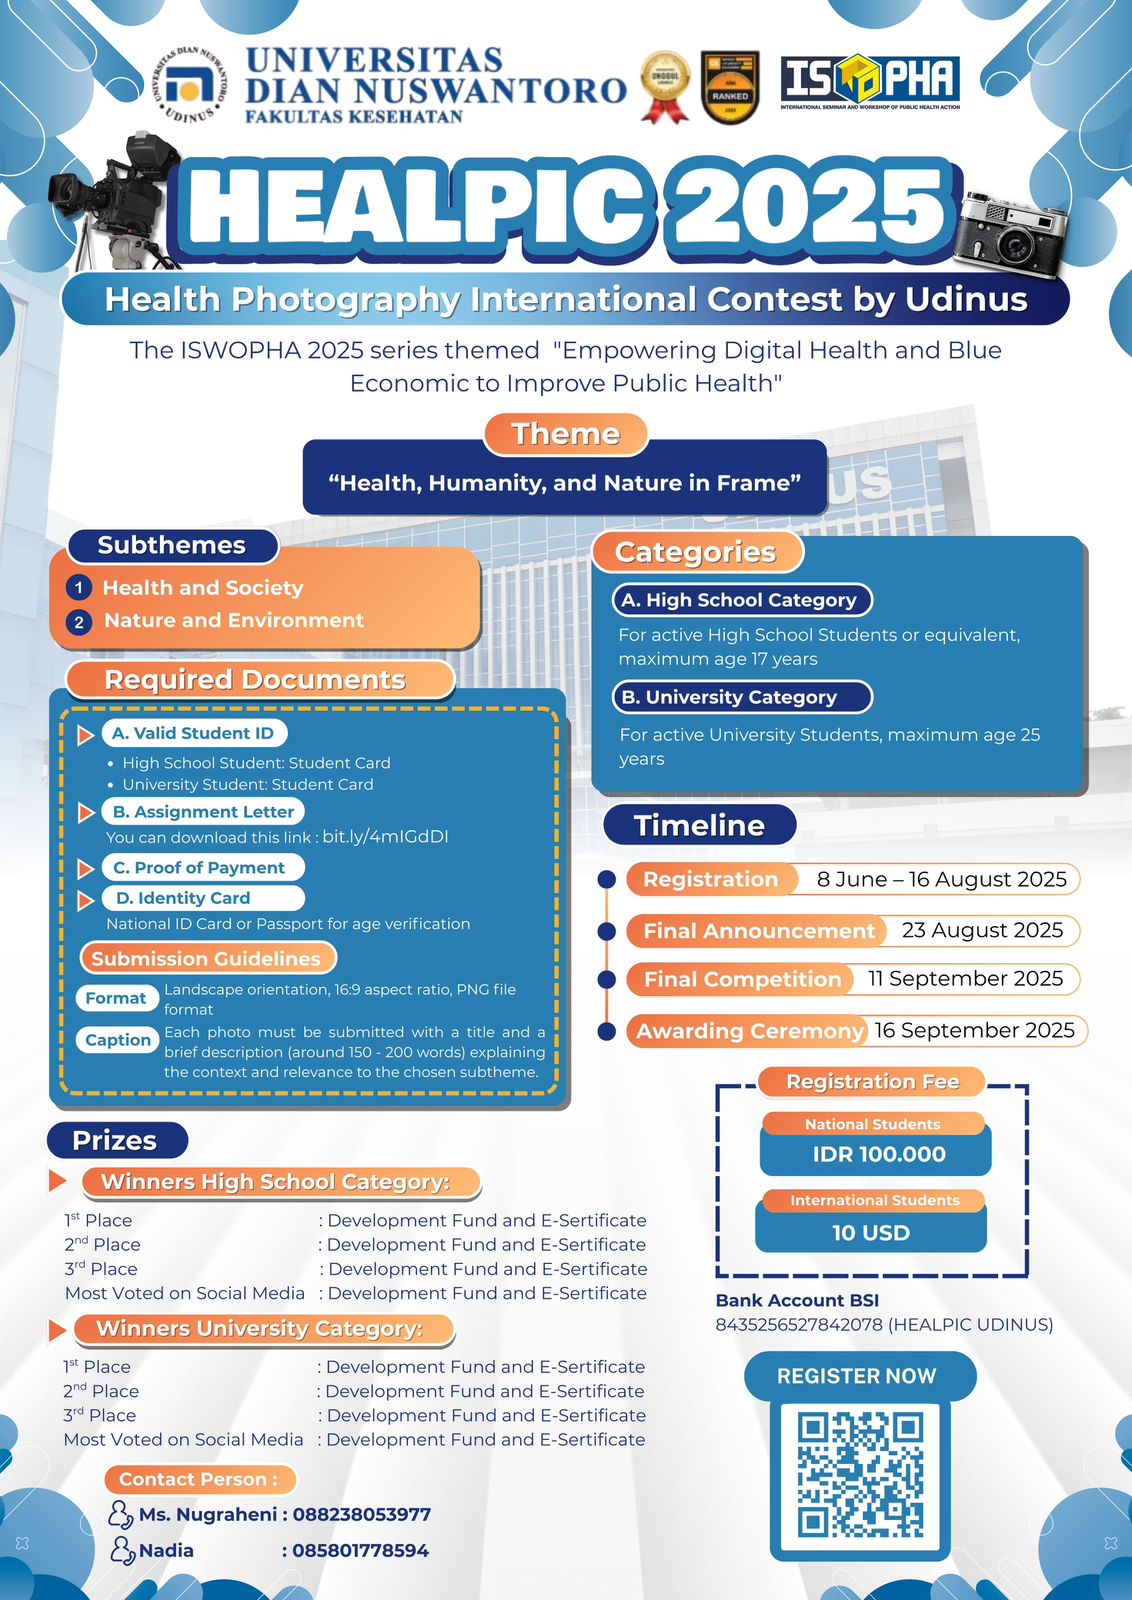 UNIVERSITAS DIAN NUSWANTORO
UDINUS
UNIVERSITAS
DIAN NUSWANTORO
FAKULTAS KESEHATAN
UNGGUL
RANKED
2025
ISWOPHA
INTERNATIONAL SEMINAR AND WORKSHOP OF PUBLIC HEALTH ACTION
HEALPIC 2025
Health Photography International Contest by Udinus
The ISWOPHA 2025 series themed "Empowering Digital Health and Blue
Economic to Improve Public Health"
Theme
“Health, Humanity, and Nature in Frame”
Subthemes
1 Health and Society
2 Nature and Environment
Categories
A. High School Category
For active High School Students or equivalent,
maximum age 17 years
B. University Category
For active University Students, maximum age 25
years
Required Documents
A. Valid Student ID
• High School Student: Student Card
• University Student: Student Card
B. Assignment Letter
You can download this link : bit.ly/4mIGdDI
C. Proof of Payment
D. Identity Card
National ID Card or Passport for age verification
Submission Guidelines
Format
Landscape orientation, 16:9 aspect ratio, PNG file
format
Caption
Each photo must be submitted with a title and a
brief description (around 150 - 200 words) explaining
the context and relevance to the chosen subtheme.
Timeline
Registration 8 June – 16 August 2025
Final Announcement 23 August 2025
Final Competition 11 September 2025
Awarding Ceremony 16 September 2025
Registration Fee
National Students
IDR 100.000
International Students
10 USD
Bank Account BSI
8435256527842078 (HEALPIC UDINUS)
REGISTER NOW
Prizes
Winners High School Category:
1st Place : Development Fund and E-Sertificate
2nd Place : Development Fund and E-Sertificate
3rd Place : Development Fund and E-Sertificate
Most Voted on Social Media : Development Fund and E-Sertificate
Winners University Category:
1st Place : Development Fund and E-Sertificate
2nd Place : Development Fund and E-Sertificate
3rd Place : Development Fund and E-Sertificate
Most Voted on Social Media : Development Fund and E-Sertificate
Contact Person :
Ms. Nugraheni : 088238053977
Nadia : 085801778594